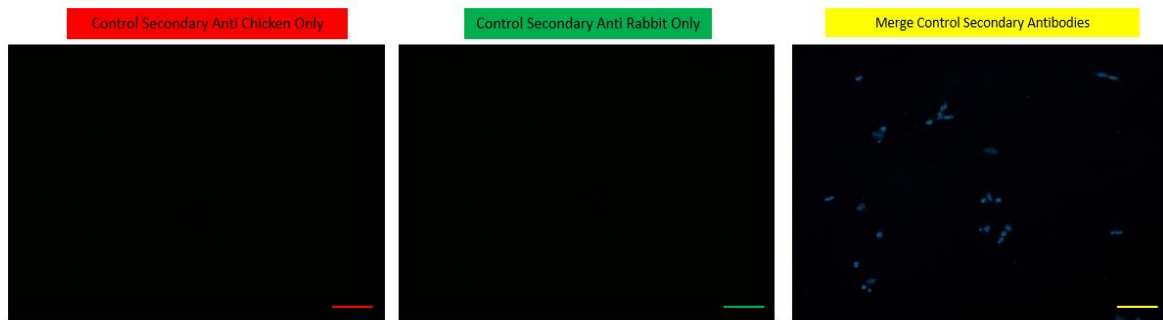 Control Secondary Anti Chicken Only
Control Secondary Anti Rabbit Only
Merge Control Secondary Antibodies